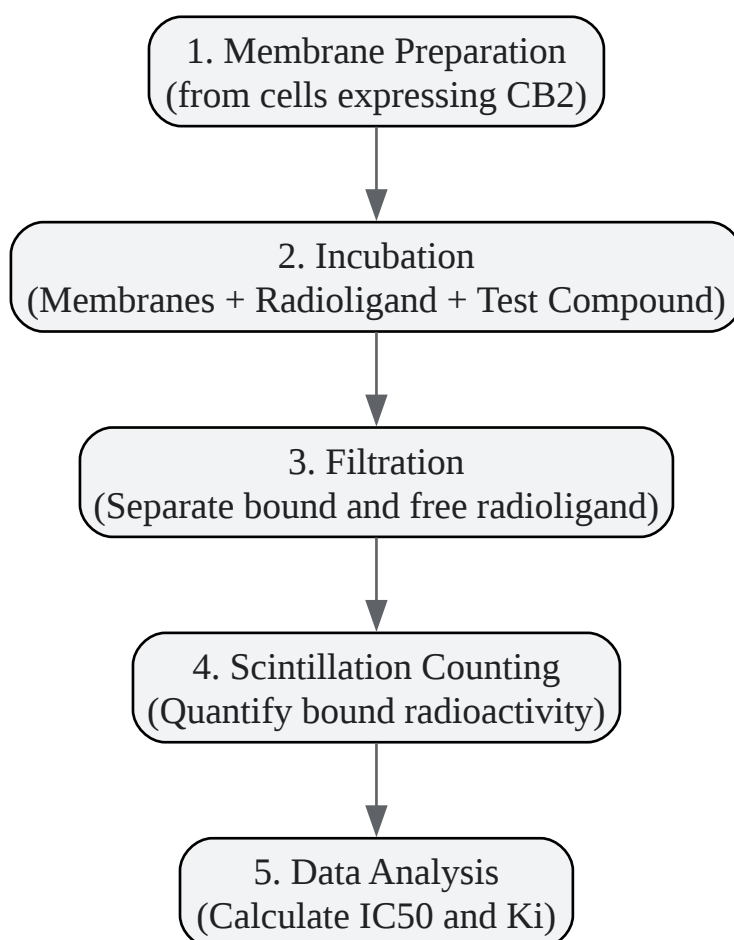 1. Membrane Preparation
(from cells expressing CB2)
2. Incubation
(Membranes + Radioligand + Test Compound)
3. Filtration
(Separate bound and free radioligand)
4. Scintillation Counting
(Quantify bound radioactivity)
5. Data Analysis
(Calculate IC50 and Ki)